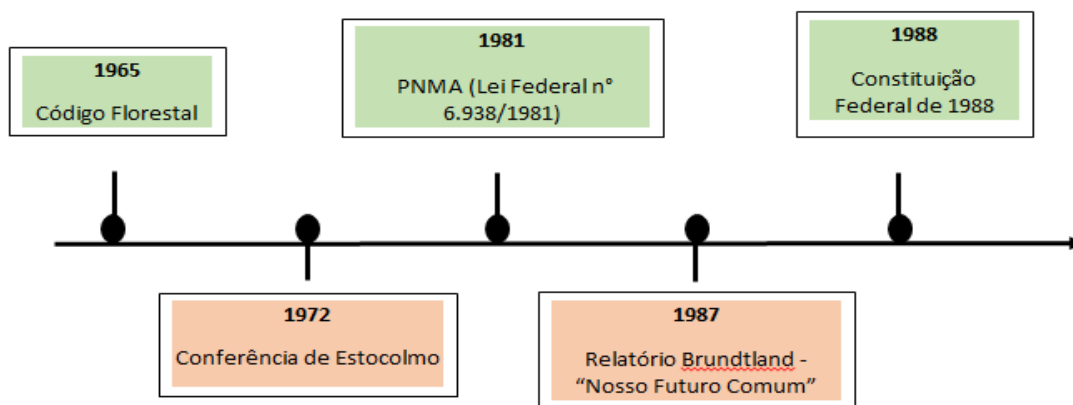 1965
Código Florestal
1972
Conferência de Estocolmo
1981
PNMA (Lei Federal n°
6.938/1981)
1987
Relatório Brundtland -
“Nosso Futuro Comum”
1988
Constituição
Federal de 1988